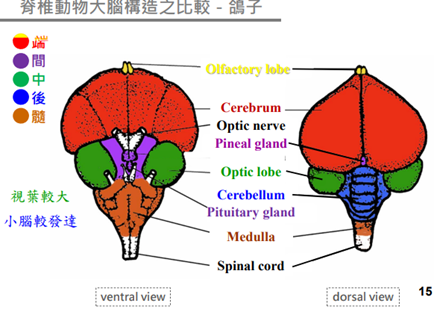 脊椎動物大腦構造之比較 - 鴿子
端
間
中
後
髓
Olfactory lobe
Cerebrum
Optic nerve
Pineal gland
Optic lobe
Cerebellum
Pituitary gland
Medulla
Spinal cord
視葉較大
小腦較發達
ventral view
dorsal view
15